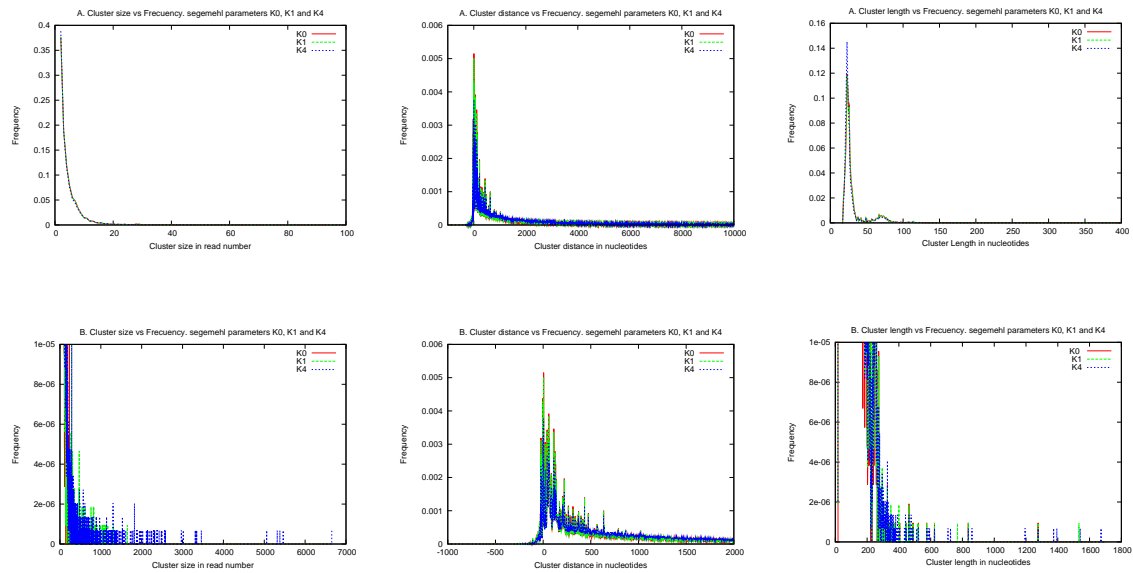 A. Cluster size vs Frecuency. segemehl parameters K0, K1 and K4
K0
K1
K4
Frequency
0.4
0.35
0.3
0.25
0.2
0.15
0.1
0.05
0
0 20 40 60 80 100
Cluster size in read number
A. Cluster distance vs Frecuency. segemehl parameters K0, K1 and K4
K0
K1
K4
Frequency
0.006
0.005
0.004
0.003
0.002
0.001
0
0 2000 4000 6000 8000 10000
Cluster distance in nucleotides
A. Cluster length vs Frecuency. segemehl parameters K0, K1 and K4
K0
K1
K4
Frequency
0.16
0.14
0.12
0.1
0.08
0.06
0.04
0.02
0
0 50 100 150 200 250 300 350 400
Cluster Length in nucleotides
B. Cluster size vs Frecuency. segemehl parameters K0, K1 and K4
K0
K1
K4
Frequency
1e-05
8e-06
6e-06
4e-06
2e-06
0
0 1000 2000 3000 4000 5000 6000 7000
Cluster size in read number
B. Cluster distance vs Frecuency. segemehl parameters K0, K1 and K4
K0
K1
K4
Frequency
0.006
0.005
0.004
0.003
0.002
0.001
0
-1000 -500 0 500 1000 1500 2000
Cluster distance in nucleotides
B. Cluster length vs Frecuency. segemehl parameters K0, K1 and K4
K0
K1
K4
Frequency
1e-05
8e-06
6e-06
4e-06
2e-06
0
0 200 400 600 800 1000 1200 1400 1600 1800
Cluster length in nucleotides